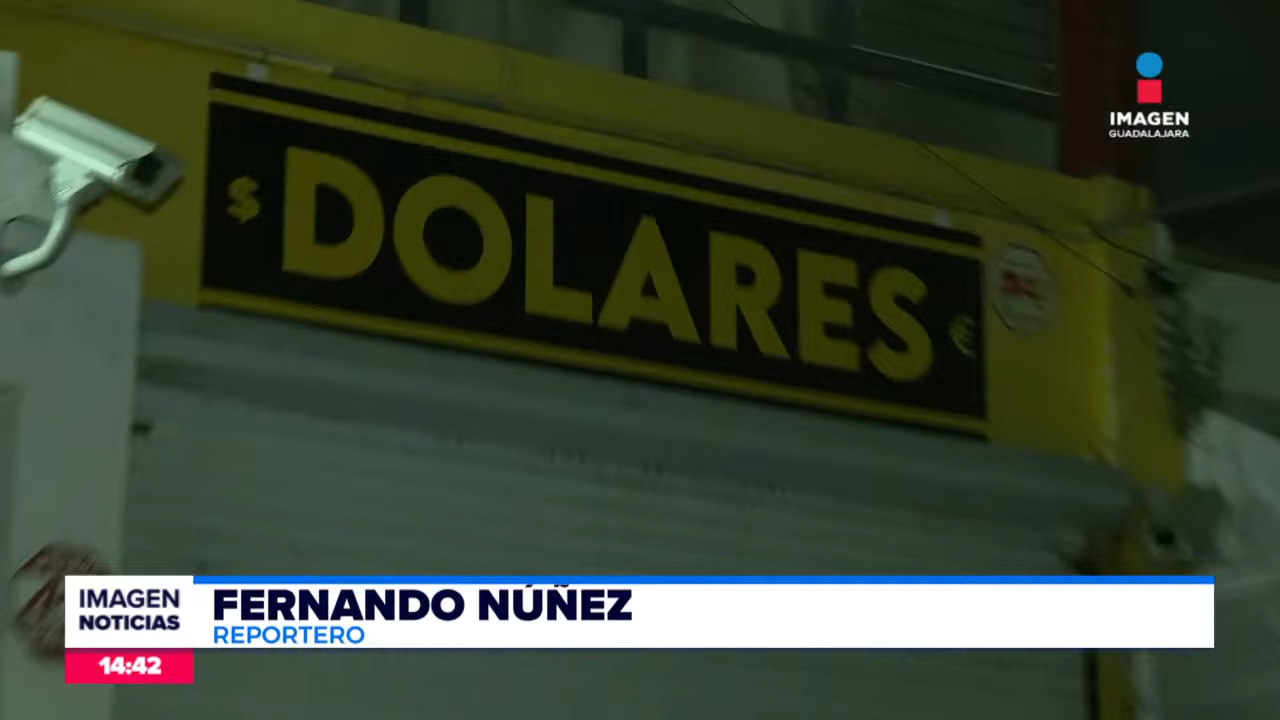 IMAGEN
GUADALAJARA
$ DOLARES €
IMAGEN
NOTICIAS
FERNANDO NÚÑEZ
REPORTERO
14:42